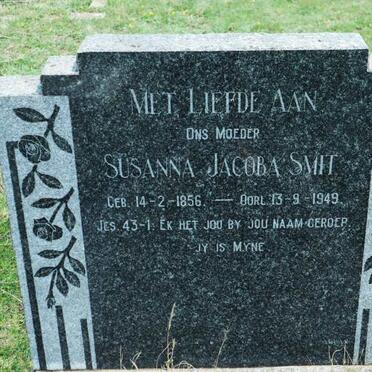 MET LIEFDE AAN
ONS MOEDER
SUSANNA JACOBA SMIT
GEB. 14-2-1856 — OORL. 13-9-1949.
JES. 43-1: EK HET JOU BY JOU NAAM GEROEP
JY IS MYNE